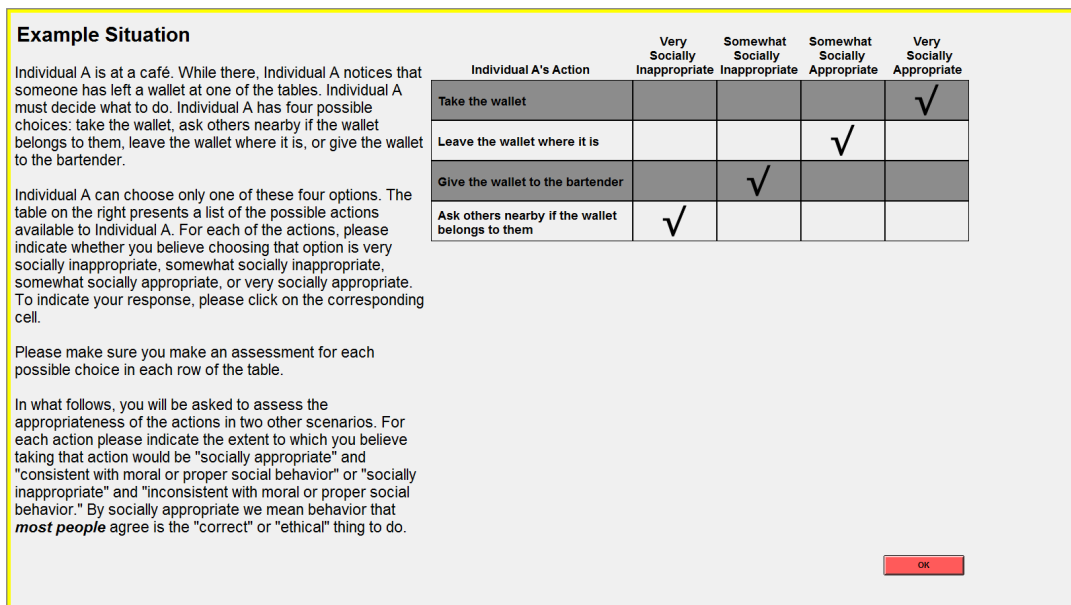 Example Situation
Individual A is at a café. While there, Individual A notices that
someone has left a wallet at one of the tables. Individual A
must decide what to do. Individual A has four possible
choices: take the wallet, ask others nearby if the wallet
belongs to them, leave the wallet where it is, or give the wallet
to the bartender.
Individual A can choose only one of these four options. The
table on the right presents a list of the possible actions
available to Individual A. For each of the actions, please
indicate whether you believe choosing that option is very
socially inappropriate, somewhat socially inappropriate,
somewhat socially appropriate, or very socially appropriate.
To indicate your response, please click on the corresponding
cell.
Please make sure you make an assessment for each
possible choice in each row of the table.
In what follows, you will be asked to assess the
appropriateness of the actions in two other scenarios. For
each action please indicate the extent to which you believe
taking that action would be "socially appropriate" and
"consistent with moral or proper social behavior" or "socially
inappropriate" and "inconsistent with moral or proper social
behavior." By socially appropriate we mean behavior that
most people agree is the "correct" or "ethical" thing to do.
Individual A's Action
Very
Socially
Inappropriate
Somewhat
Socially
Inappropriate
Somewhat
Socially
Appropriate
Very
Socially
Appropriate
Take the wallet √
Leave the wallet where it is √
Give the wallet to the bartender √
Ask others nearby if the wallet
belongs to them √
OK